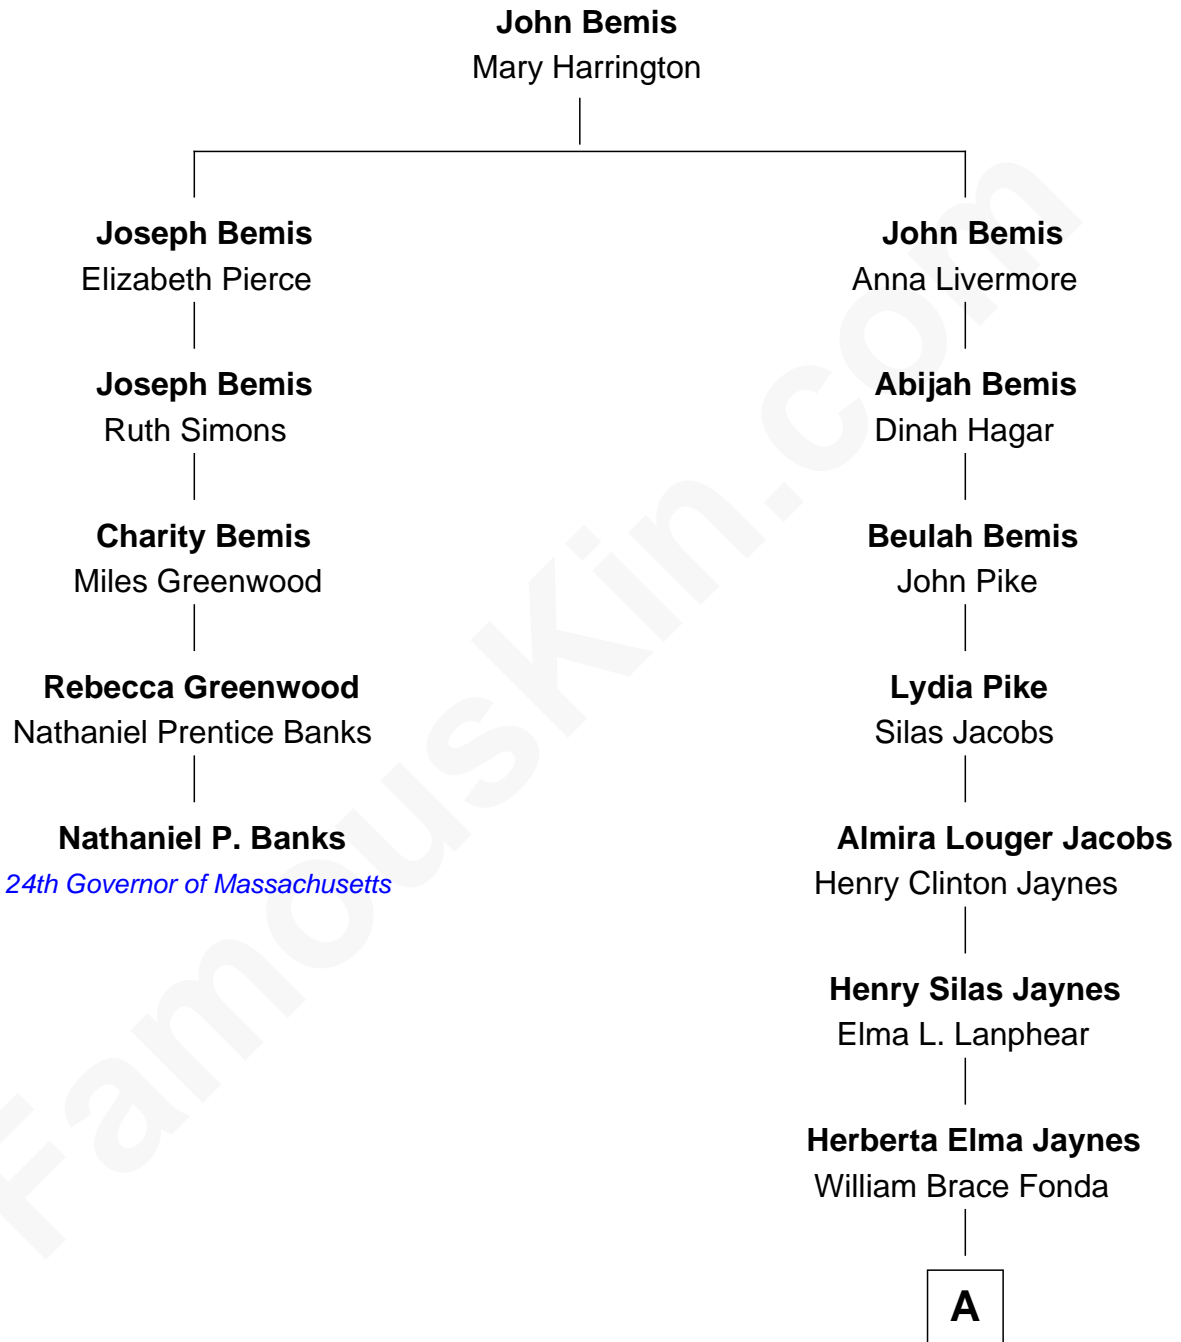 John Bemis
Mary Harrington
Joseph Bemis
Elizabeth Pierce
John Bemis
Anna Livermore
Joseph Bemis
Ruth Simons
Abijah Bemis
Dinah Hagar
Charity Bemis
Miles Greenwood
Beulah Bemis
John Pike
Rebecca Greenwood
Nathaniel Prentice Banks
Lydia Pike
Silas Jacobs
Nathaniel P. Banks
24th Governor of Massachusetts
Almira Louger Jacobs
Henry Clinton Jaynes
Henry Silas Jaynes
Elma L. Lanphear
Herberta Elma Jaynes
William Brace Fonda
A
FamousKin.com